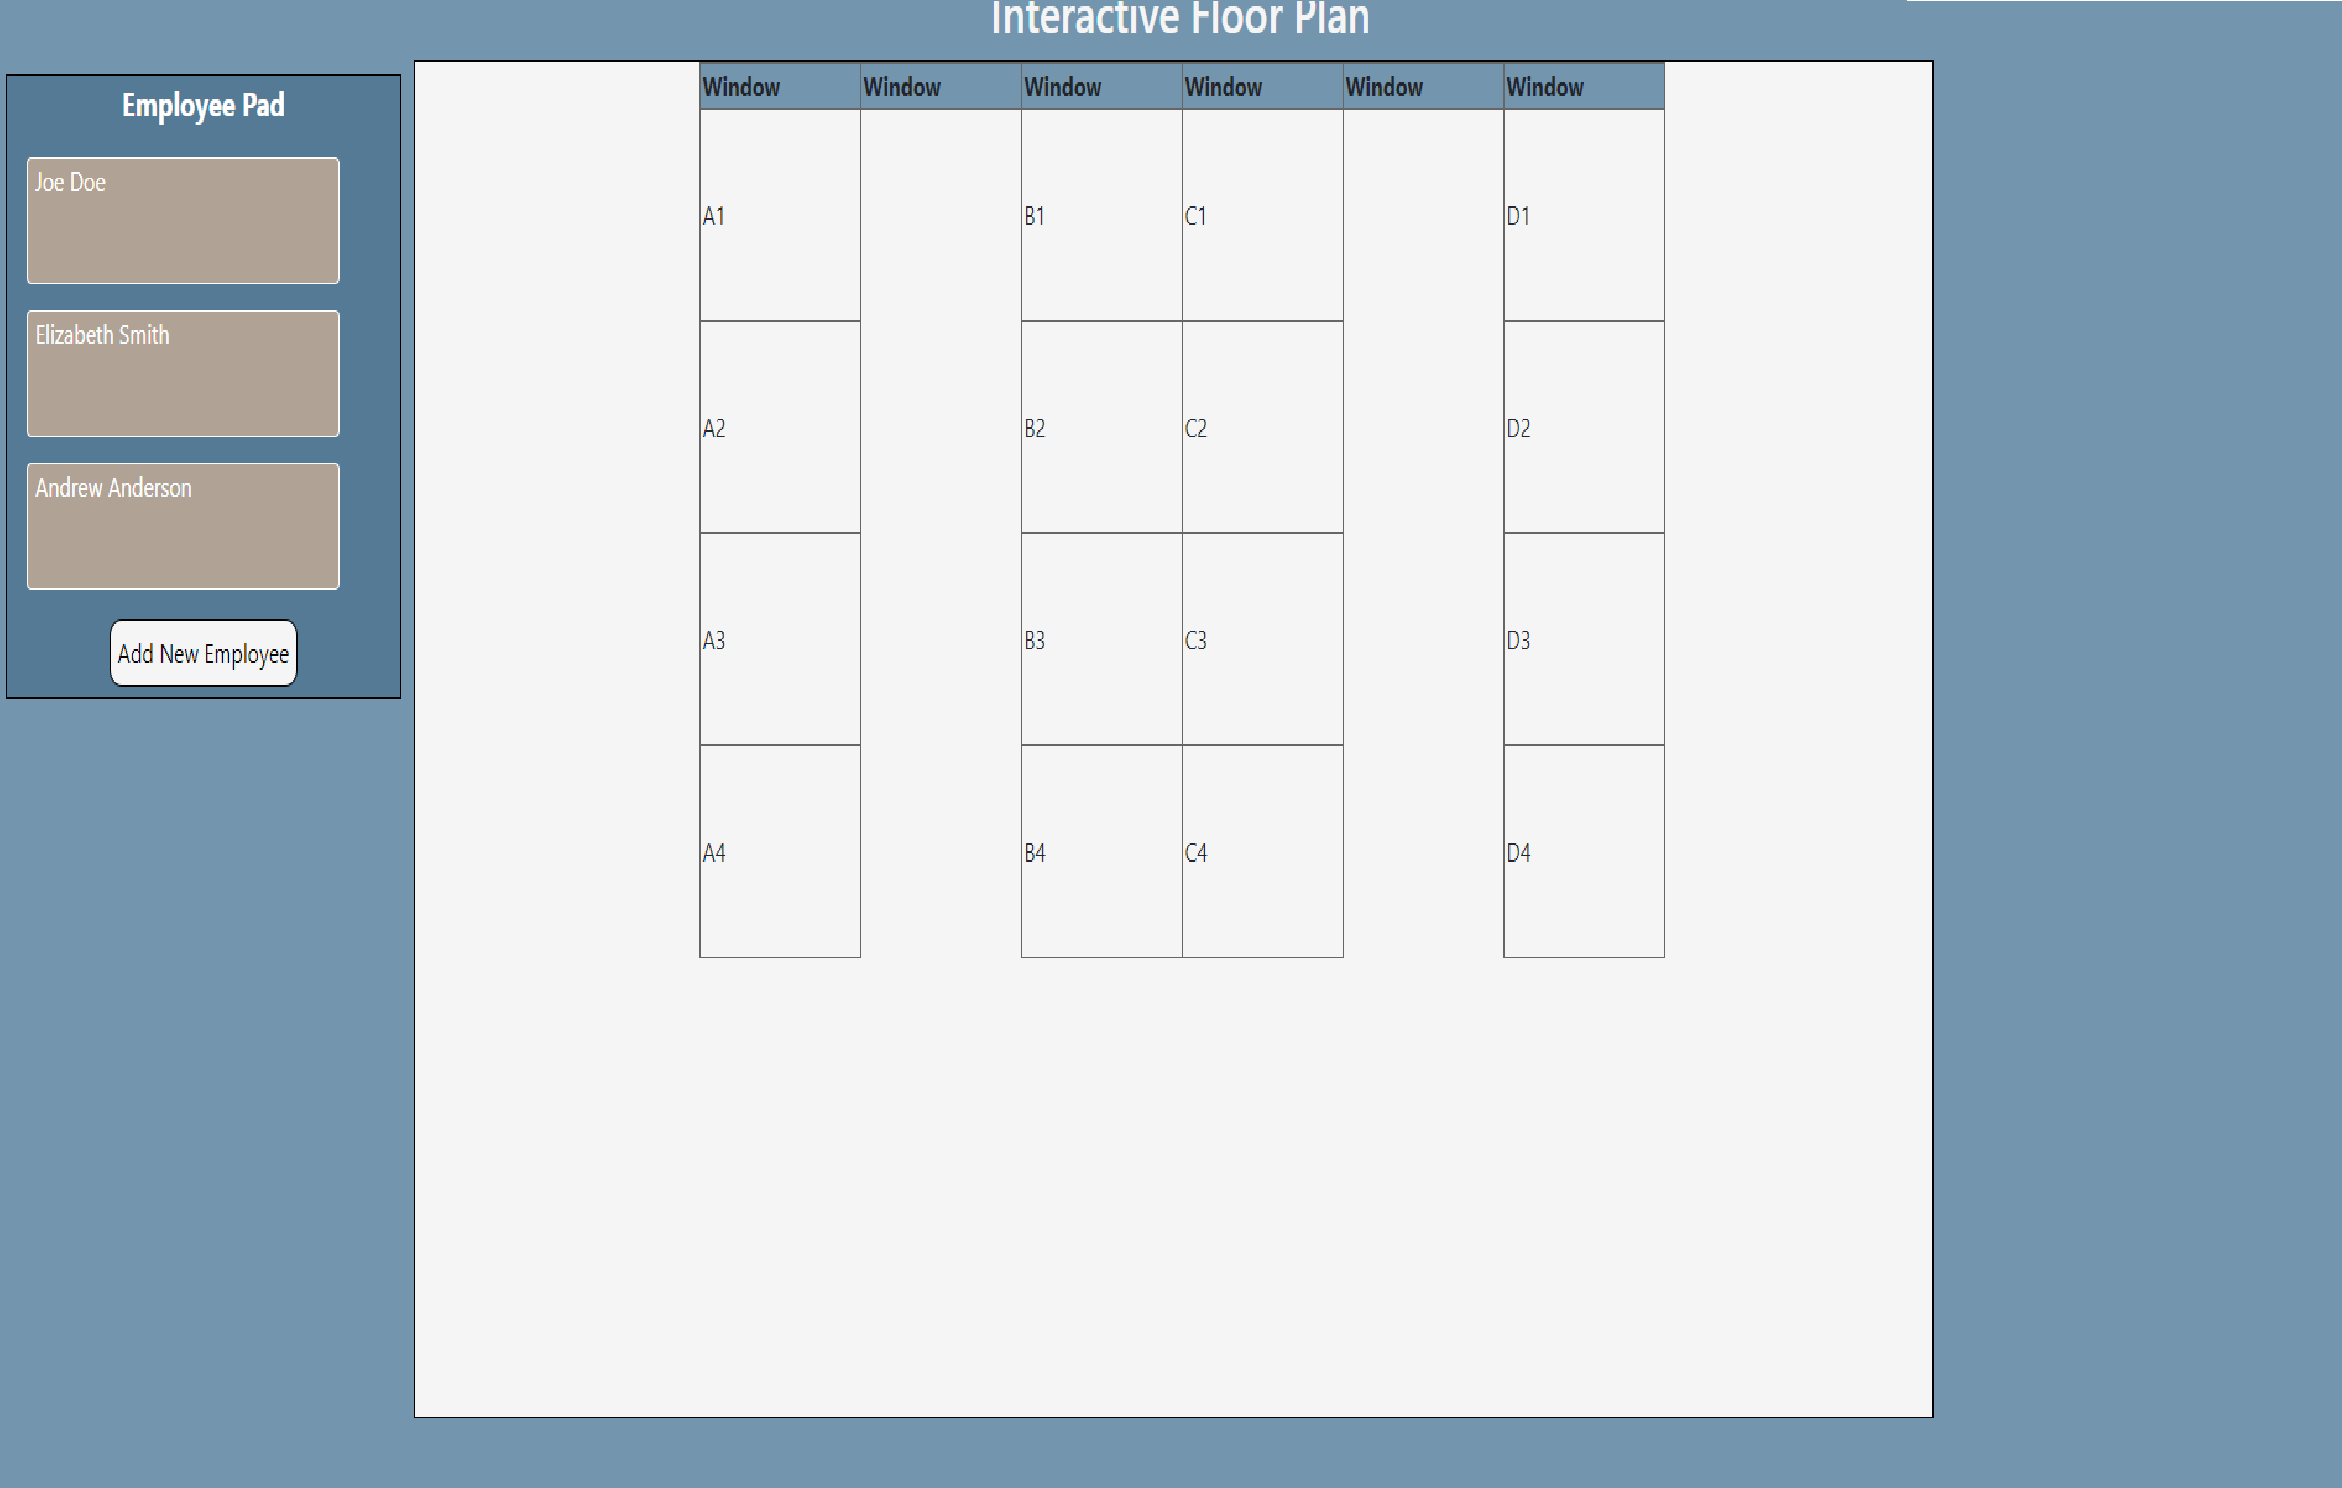 Interactive Floor Plan
Employee Pad
Joe Doe
Elizabeth Smith
Andrew Anderson
Add New Employee
Window Window Window Window Window Window
A1 B1 C1 D1
A2 B2 C2 D2
A3 B3 C3 D3
A4 B4 C4 D4